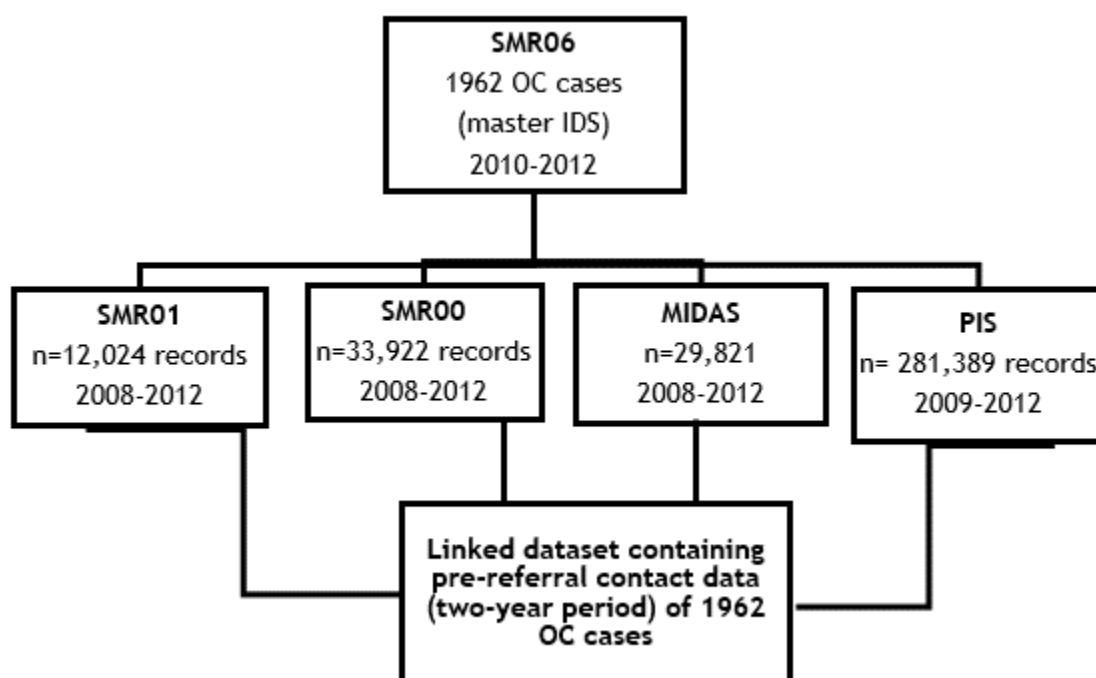 SMR06
1962 OC cases
(master IDS)
2010-2012
SMR01
n=12,024 records
2008-2012
SMR00
n=33,922 records
2008-2012
MIDAS
n=29,821
2008-2012
PIS
n= 281,389 records
2009-2012
Linked dataset containing
pre-referral contact data
(two-year period) of 1962
OC cases